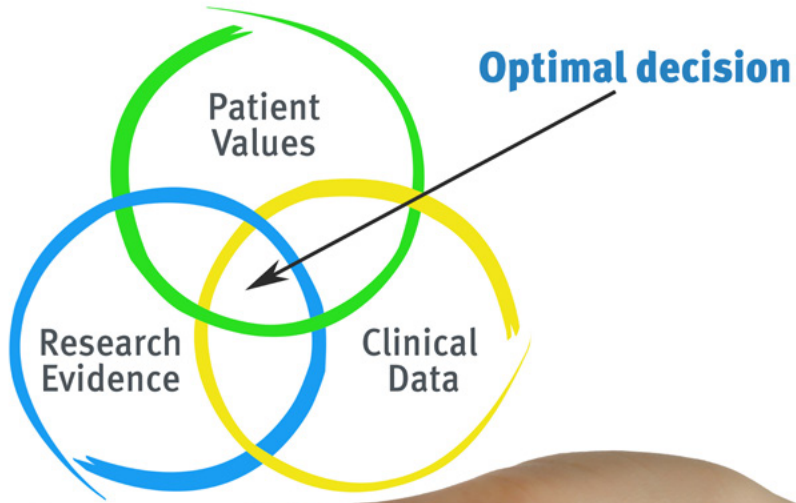 Optimal decision
Patient
Values
Research
Evidence
Clinical
Data